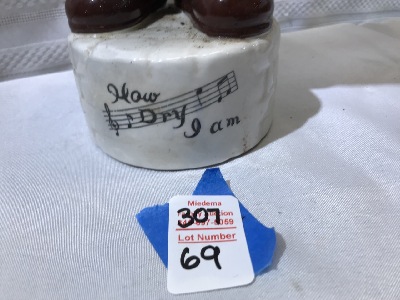 How
Dry
I am
Miedema
307
Lot Number
69